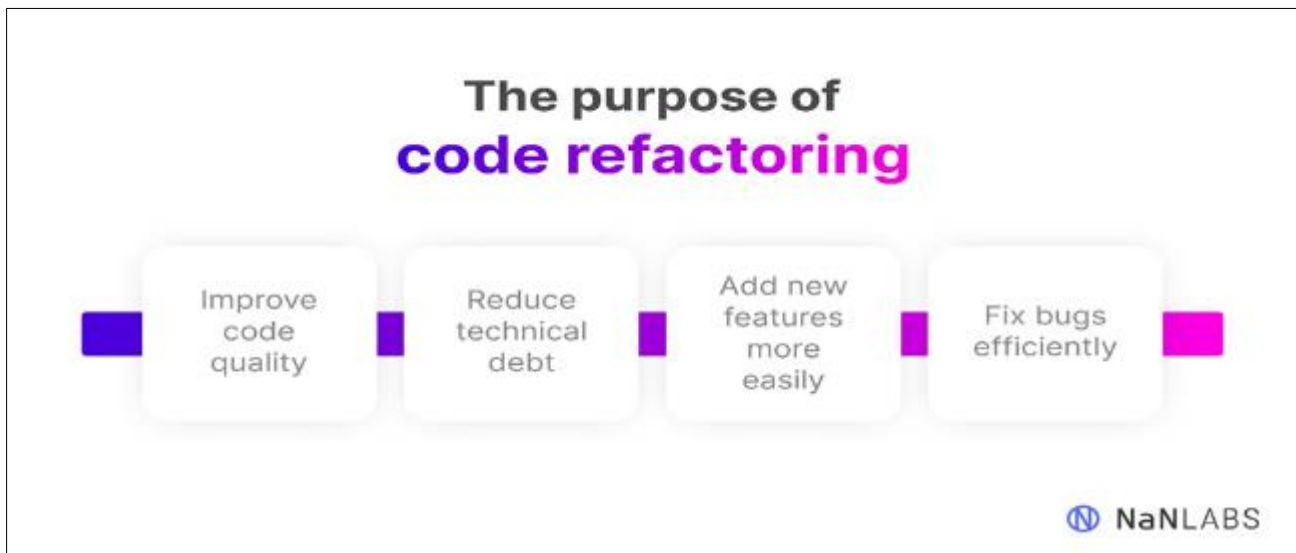 The purpose of
code refactoring
Improve
code
quality
Reduce
technical
debt
Add new
features
more
easily
Fix bugs
efficiently
NaNLABS